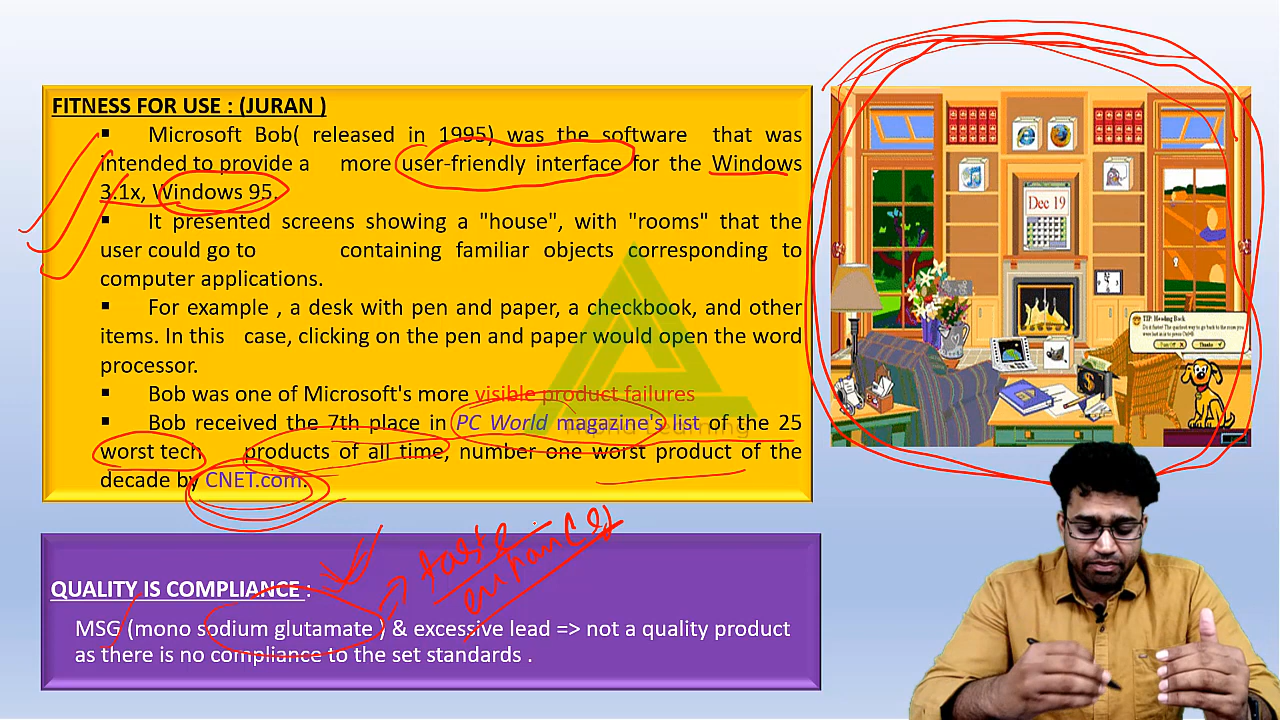 FITNESS FOR USE : (JURAN )
▪ Microsoft Bob( released in 1995) was the software that was
intended to provide a more user-friendly interface for the Windows
3.1x, Windows 95.
▪ It presented screens showing a "house", with "rooms" that the
user could go to containing familiar objects corresponding to
computer applications.
▪ For example , a desk with pen and paper, a checkbook, and other
items. In this case, clicking on the pen and paper would open the word
processor.
▪ Bob was one of Microsoft's more visible product failures
▪ Bob received the 7th place in PC World magazine's list of the 25
worst tech products of all time, number one worst product of the
decade by CNET.com.
Dec 19
TIP: Heading Back
taste
enhancer
QUALITY IS COMPLIANCE :
MSG (mono sodium glutamate ) & excessive lead => not a quality product
as there is no compliance to the set standards .